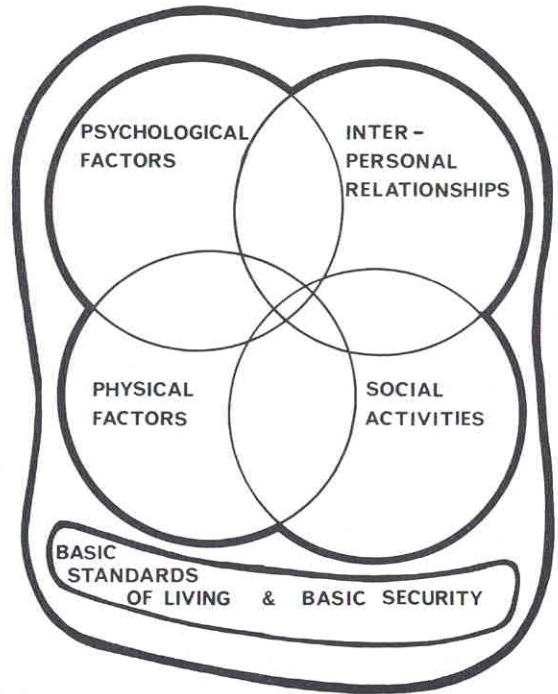 PSYCHOLOGICAL
FACTORS
INTER –
PERSONAL
RELATIONSHIPS
PHYSICAL
FACTORS
SOCIAL
ACTIVITIES
BASIC
STANDARDS
OF LIVING & BASIC SECURITY